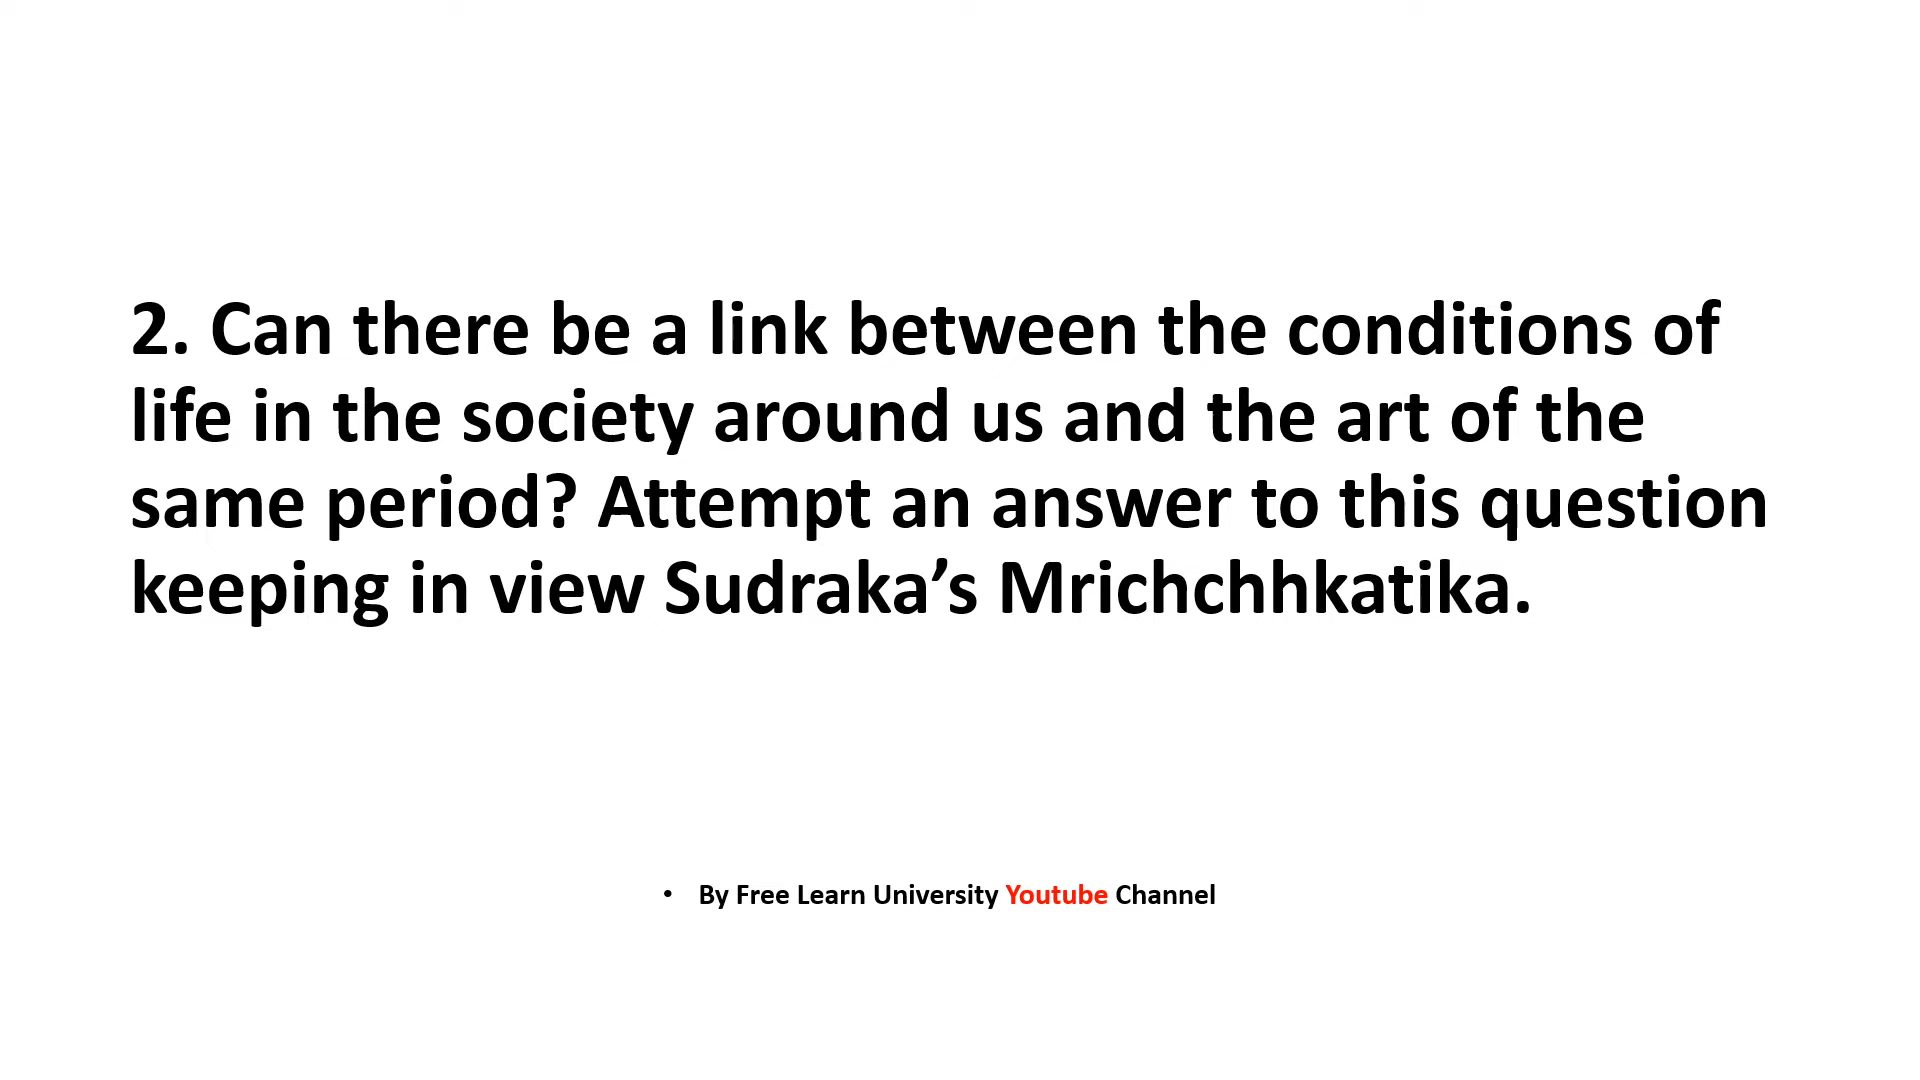 2. Can there be a link between the conditions of
life in the society around us and the art of the
same period? Attempt an answer to this question
keeping in view Sudraka’s Mrichchhkatika.
• By Free Learn University Youtube Channel